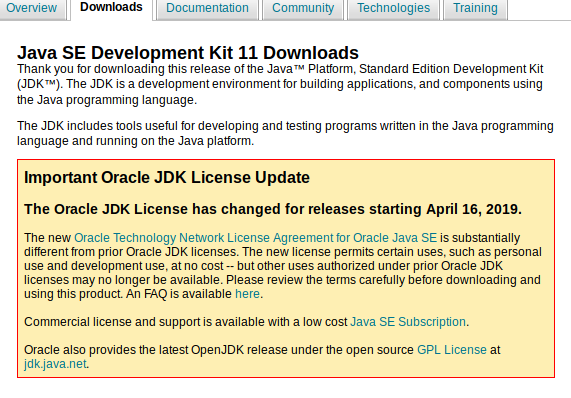 Overview Downloads Documentation Community Technologies Training
Java SE Development Kit 11 Downloads
Thank you for downloading this release of the Java™ Platform, Standard Edition Development Kit
(JDK™). The JDK is a development environment for building applications, and components using
the Java programming language.
The JDK includes tools useful for developing and testing programs written in the Java programming
language and running on the Java platform.
Important Oracle JDK License Update
The Oracle JDK License has changed for releases starting April 16, 2019.
The new Oracle Technology Network License Agreement for Oracle Java SE is substantially
different from prior Oracle JDK licenses. The new license permits certain uses, such as personal
use and development use, at no cost -- but other uses authorized under prior Oracle JDK
licenses may no longer be available. Please review the terms carefully before downloading and
using this product. An FAQ is available here.
Commercial license and support is available with a low cost Java SE Subscription.
Oracle also provides the latest OpenJDK release under the open source GPL License at
jdk.java.net.